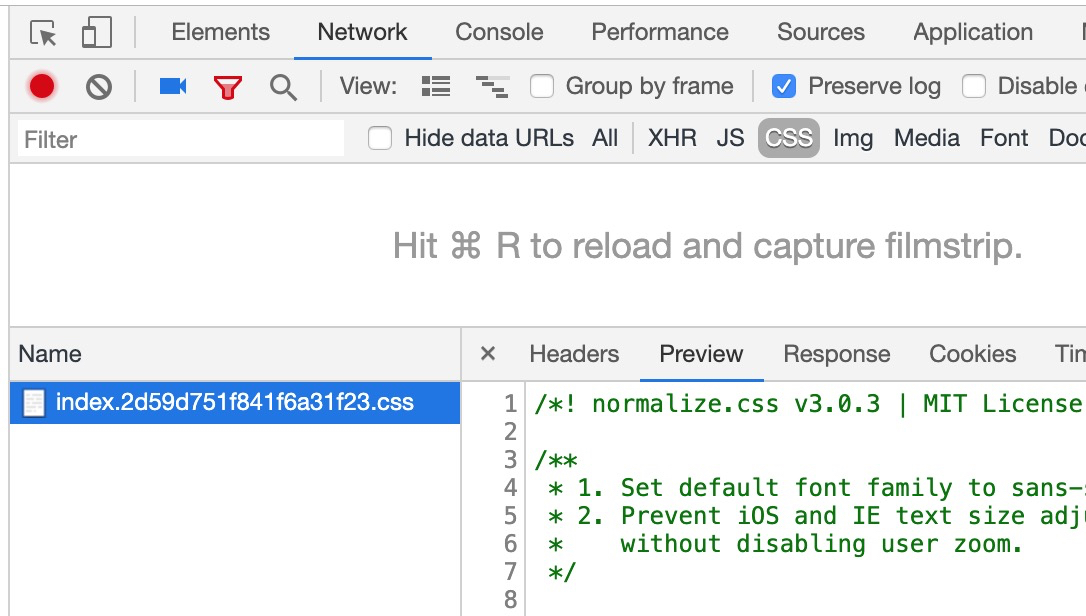 Elements Network Console Performance Sources Application
View: Group by frame Preserve log Disable
Filter Hide data URLs All XHR JS CSS Img Media Font
Hit ⌘ R to reload and capture filmstrip.
Name × Headers Preview Response Cookies
index.2d59d751f841f6a31f23.css
1 /*! normalize.css v3.0.3 | MIT License
2
3 /**
4 * 1. Set default font family to sans-
5 * 2. Prevent iOS and IE text size
6 * without disabling user zoom.
7 */
8